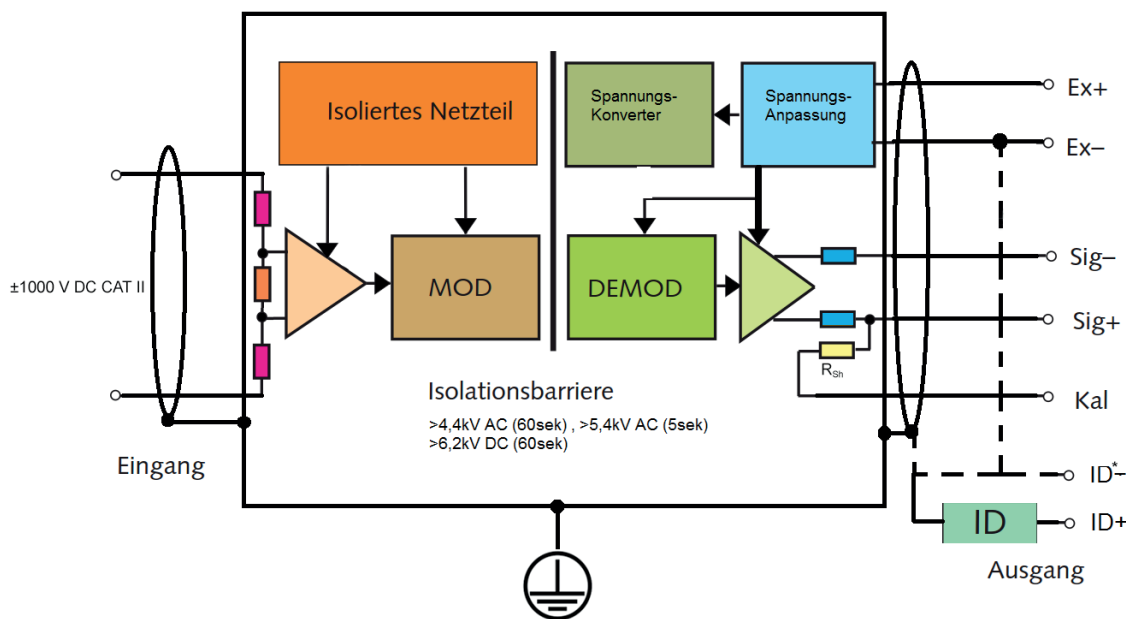 Isoliertes Netzteil
Spannungs-
Konverter
Spannungs-
Anpassung
Ex+
Ex–
±1000 V DC CAT II
MOD
DEMOD
Sig–
Sig+
RSh
Kal
Isolationsbarriere
>4,4kV AC (60sek) , >5,4kV AC (5sek)
>6,2kV DC (60sek)
Eingang
ID*–
ID
ID+
Ausgang